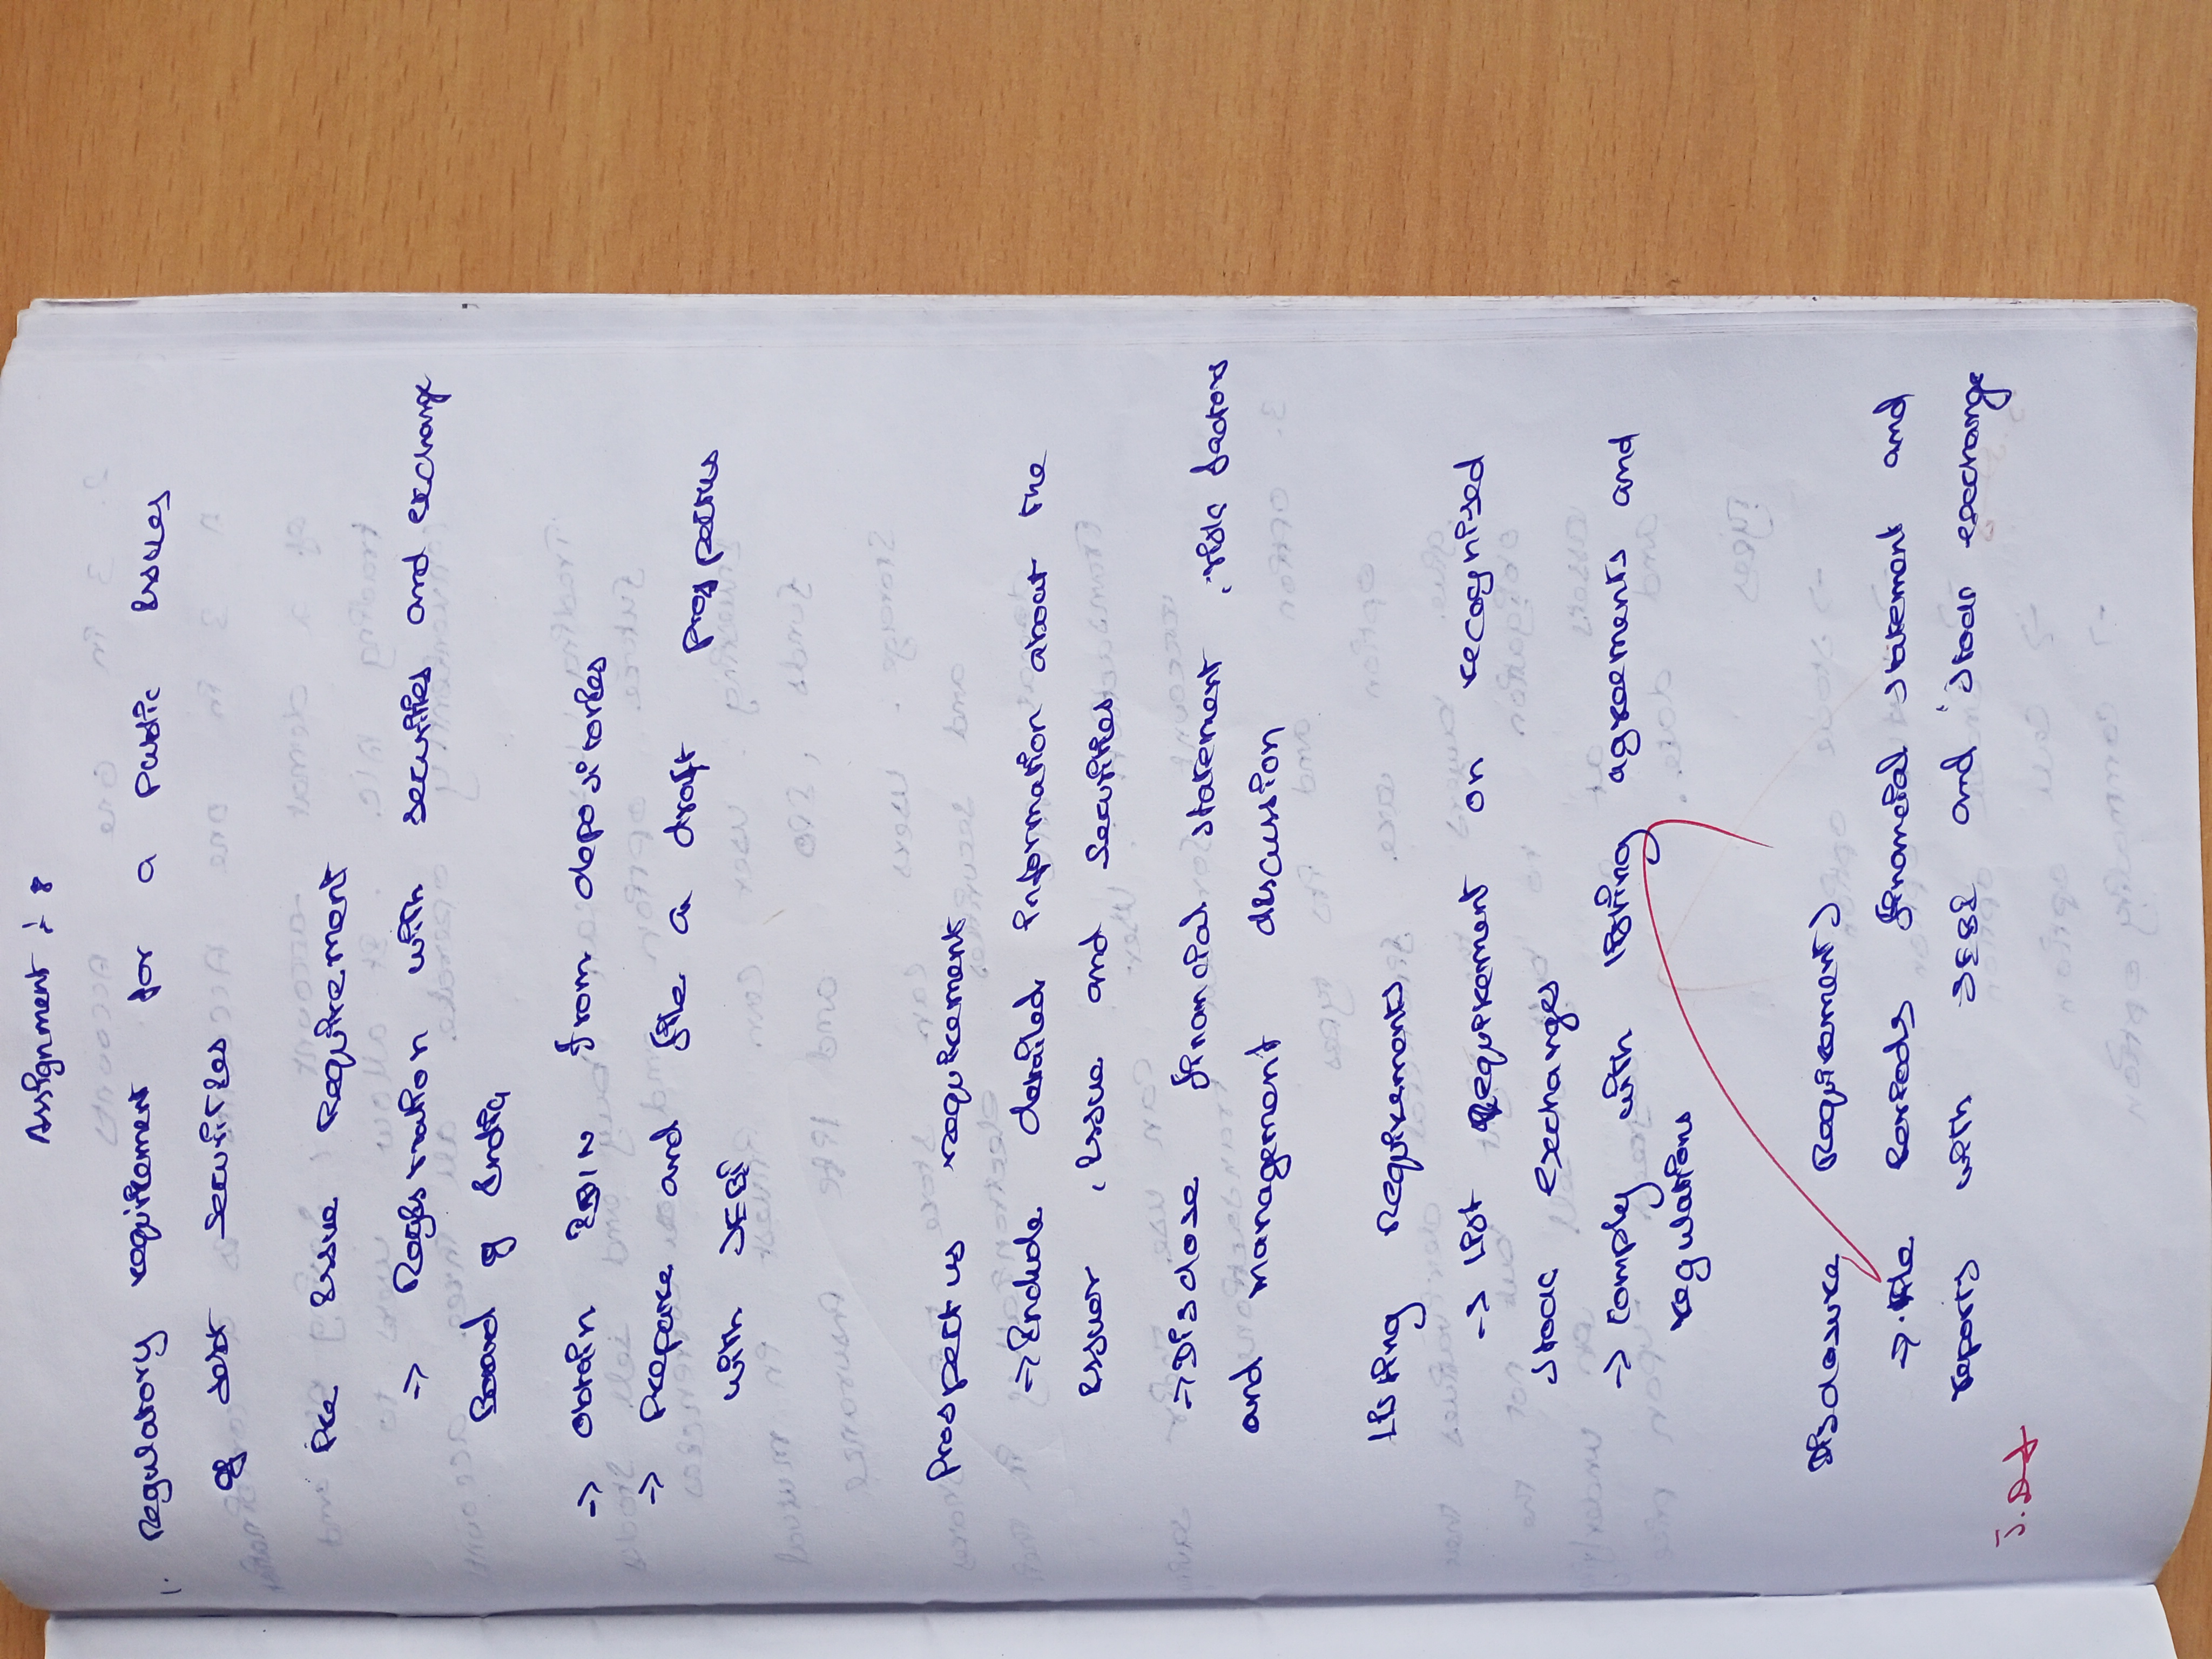 Assignment : 8
1. Regulatory requirement for a public issues
of debt securities
Pre issue Requirement
→ Registration with securities and exchange
Board of India
→ Obtain ISIN from depositories
→ Prepare and file a draft prospectus
with SEBI
Prospectus requirement
→ Include detailed information about the
issuer, issue and securities
→ Disclose financial statement, risk factors
and management discussion
Listing Requirements
→ List Requirement on recognised
stock exchanges
→ Comply with listing agreements and
regulations
Disclosure Requirements
→ File Periods financial statement and
reports with SEBI and stock exchange